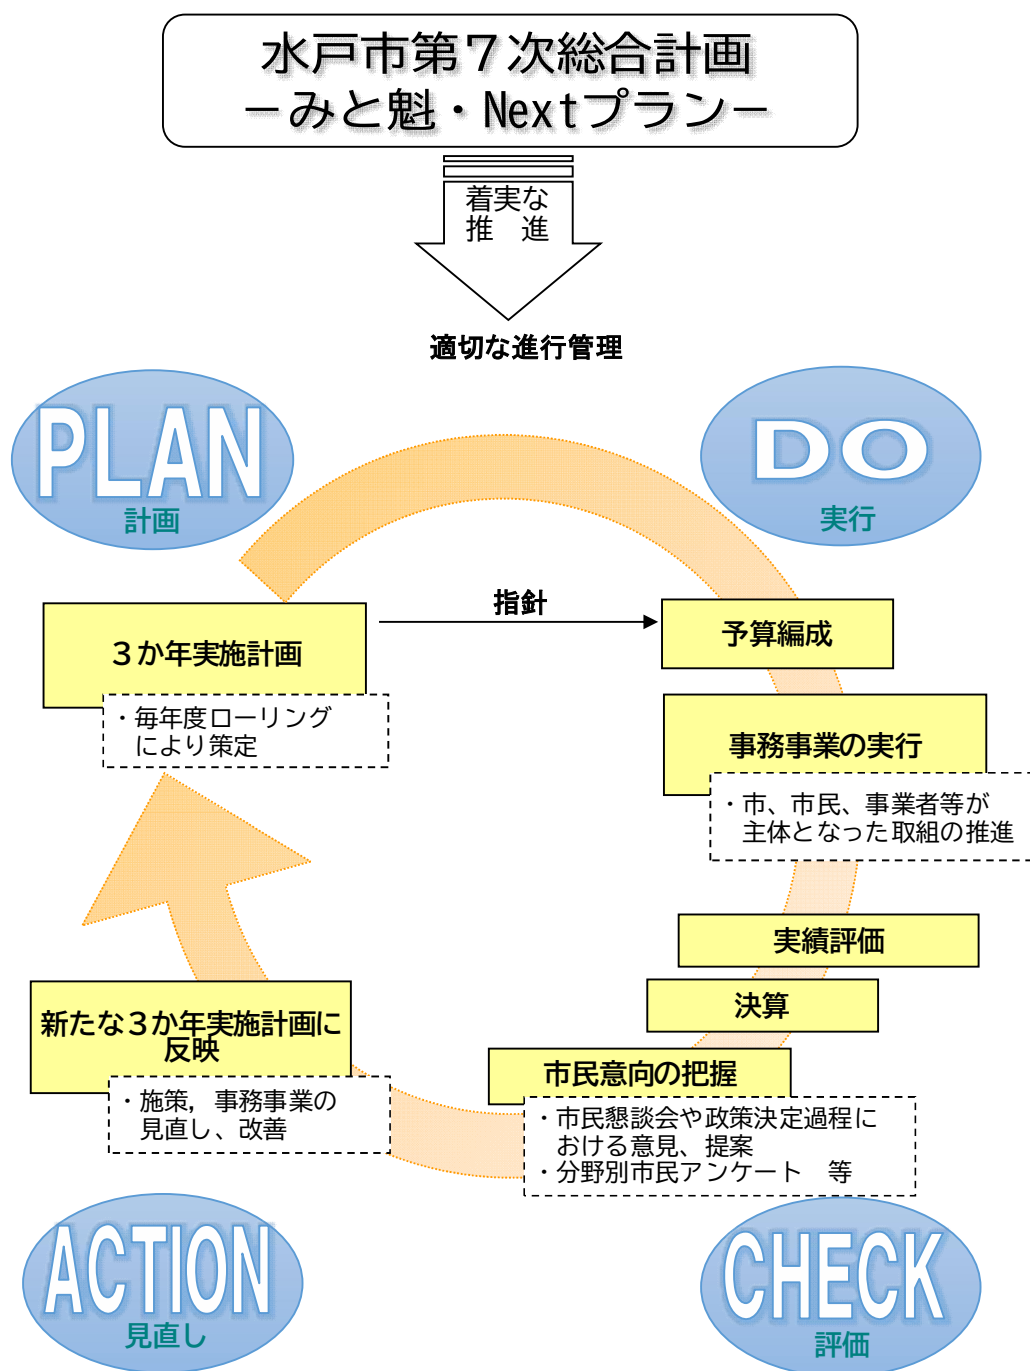 水戸市第７次総合計画
－みと魁・Nextプラン－
着実な
推　進
適切な進行管理
PLAN
計画
DO
実行
指針
３か年実施計画
・毎年度ローリング
により策定
予算編成
事務事業の実行
・市、市民、事業者等が
主体となった取組の推進
実績評価
決算
市民意向の把握
・市民懇談会や政策決定過程に
おける意見、提案
・分野別市民アンケート　等
新たな３か年実施計画に
反映
・施策，事務事業の
見直し、改善
ACTION
見直し
CHECK
評価